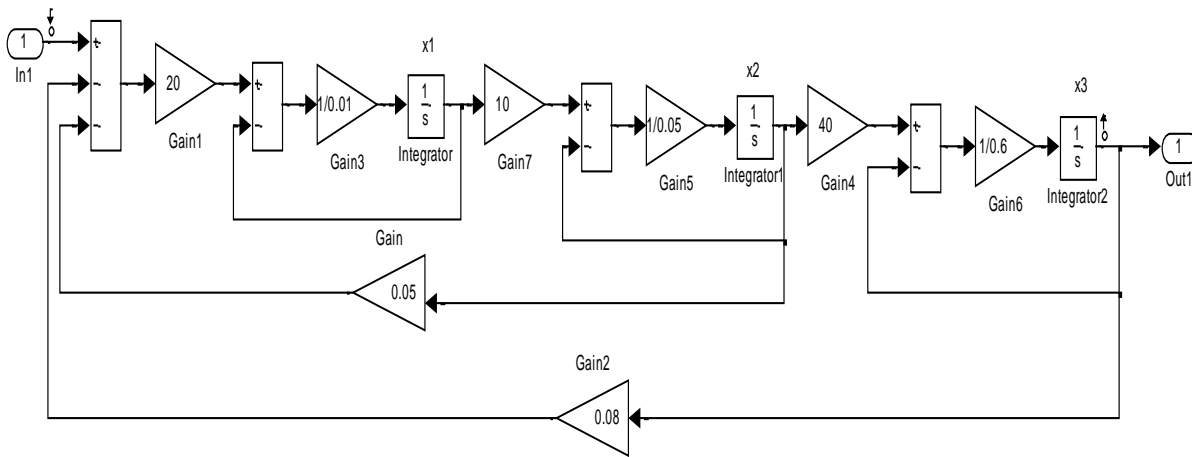 1
In1
+
-
-
20
Gain1
+
-
1/0.01
Gain3
x1
1
s
Integrator
10
Gain7
+
-
1/0.05
Gain5
x2
1
s
Integrator1
40
Gain4
+
-
1/0.6
Gain6
x3
1
s
Integrator2
1
Out1
Gain
0.05
Gain2
0.08